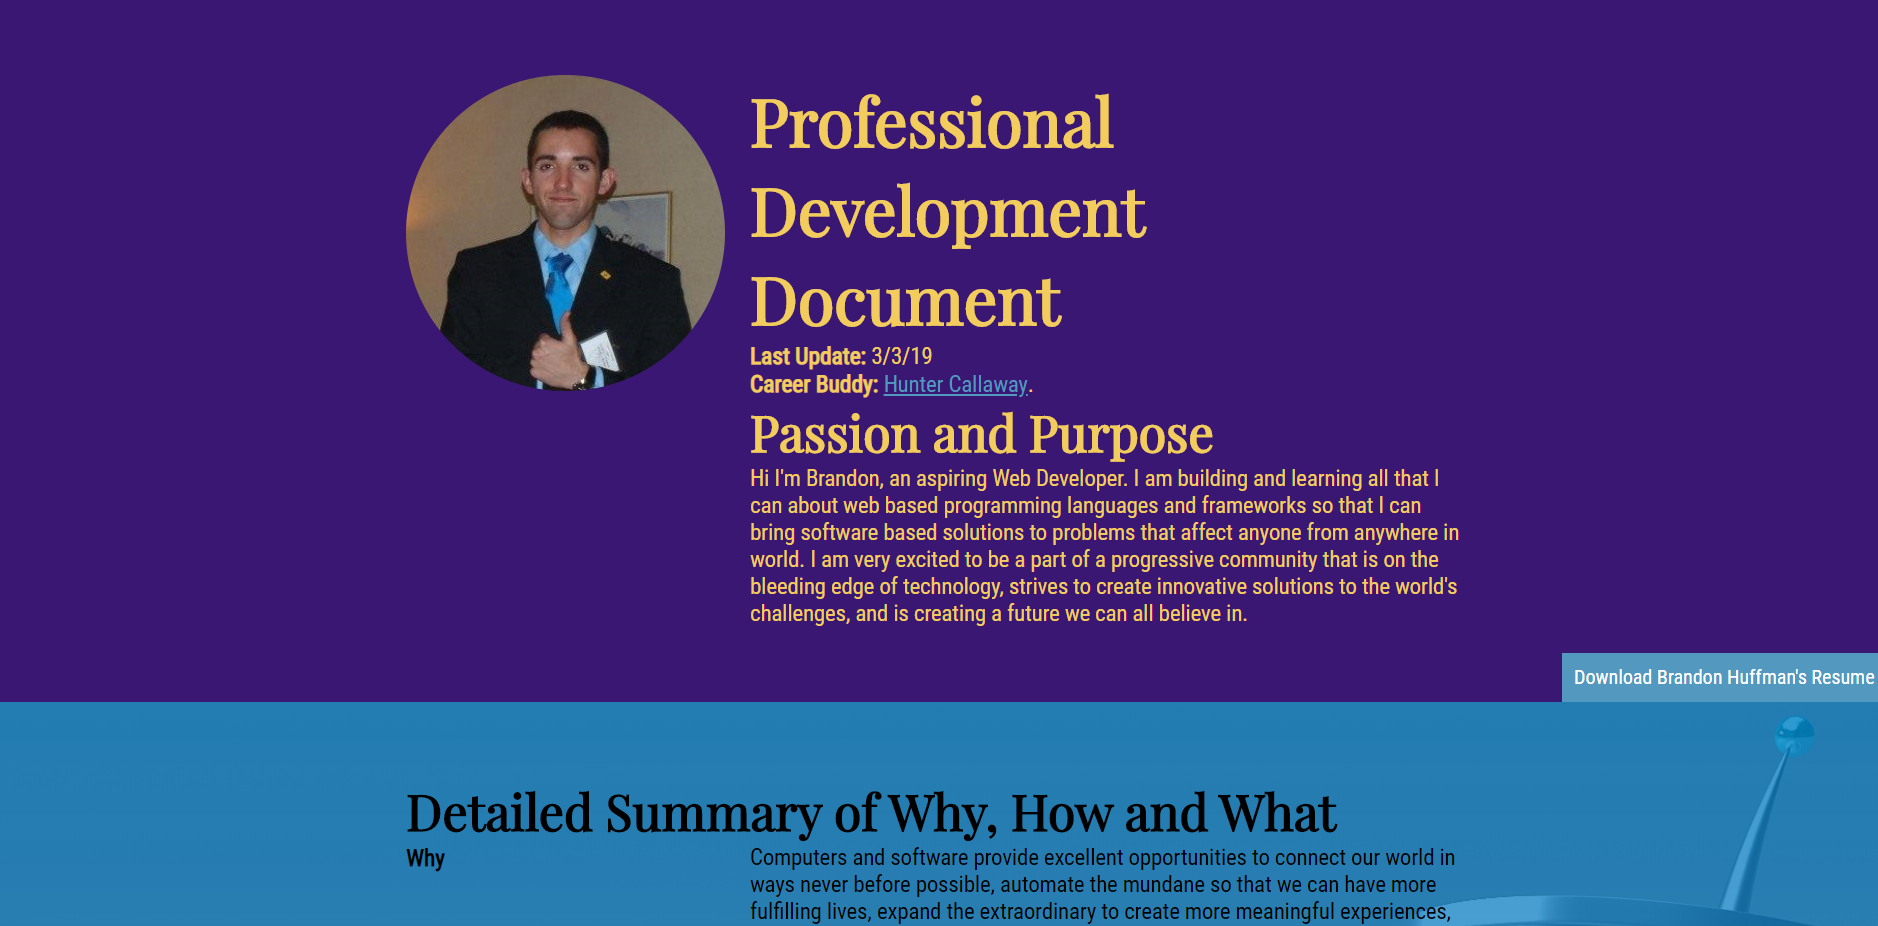 Professional
Development
Document
Last Update: 3/3/19
Career Buddy: Hunter Callaway.
Passion and Purpose
Hi I'm Brandon, an aspiring Web Developer. I am building and learning all that I
can about web based programming languages and frameworks so that I can
bring software based solutions to problems that affect anyone from anywhere in
world. I am very excited to be a part of a progressive community that is on the
bleeding edge of technology, strives to create innovative solutions to the world's
challenges, and is creating a future we can all believe in.
Download Brandon Huffman's Resume
Detailed Summary of Why, How and What
Why
Computers and software provide excellent opportunities to connect our world in
ways never before possible, automate the mundane so that we can have more
fulfilling lives, expand the extraordinary to create more meaningful experiences,